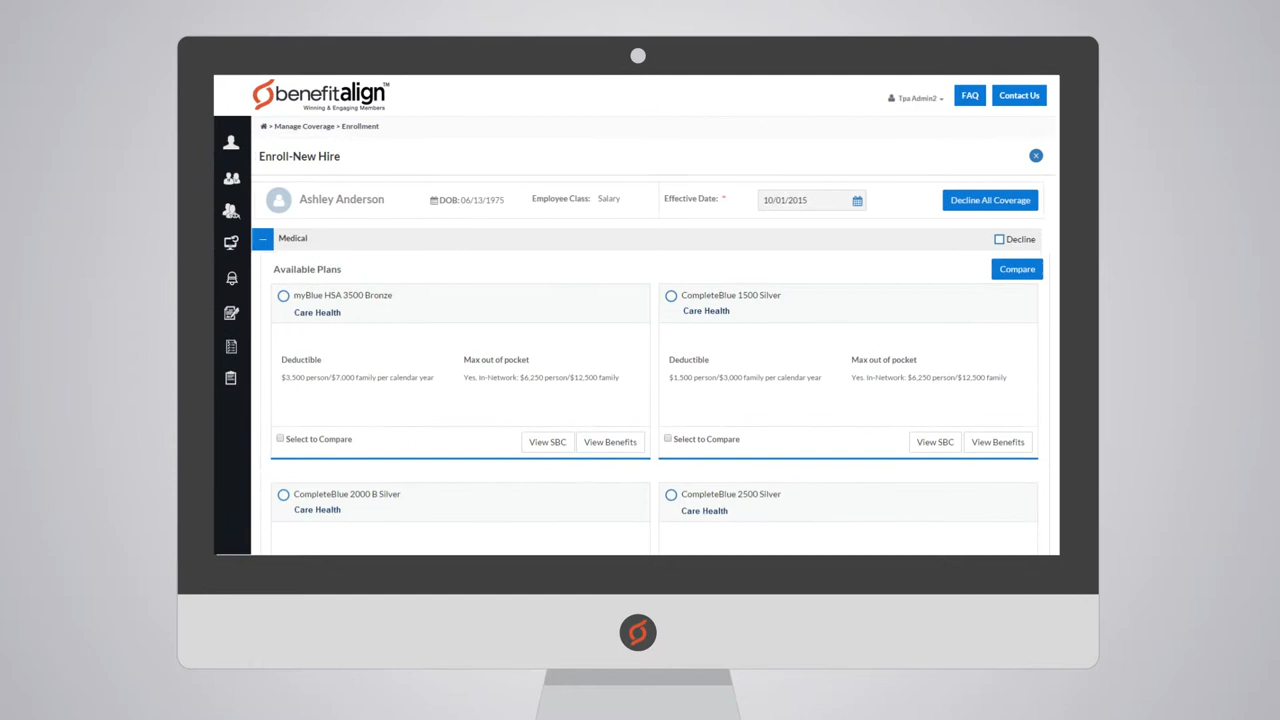 benefitalign™
Winning & Engaging Members
Tpa Admin2
FAQ
Contact Us
> Manage Coverage > Enrollment
Enroll-New Hire
Ashley Anderson
DOB: 06/13/1975
Employee Class: Salary
Effective Date: *
10/01/2015
Decline All Coverage
Medical
Decline
Available Plans
Compare
myBlue HSA 3500 Bronze
Care Health
Deductible
Max out of pocket
$3,500 person/$7,000 family per calendar year
Yes. In-Network: $6,250 person/$12,500 family
Select to Compare
View SBC
View Benefits
CompleteBlue 1500 Silver
Care Health
Deductible
Max out of pocket
$1,500 person/$3,000 family per calendar year
Yes. In-Network: $6,250 person/$12,500 family
Select to Compare
View SBC
View Benefits
CompleteBlue 2000 B Silver
Care Health
CompleteBlue 2500 Silver
Care Health